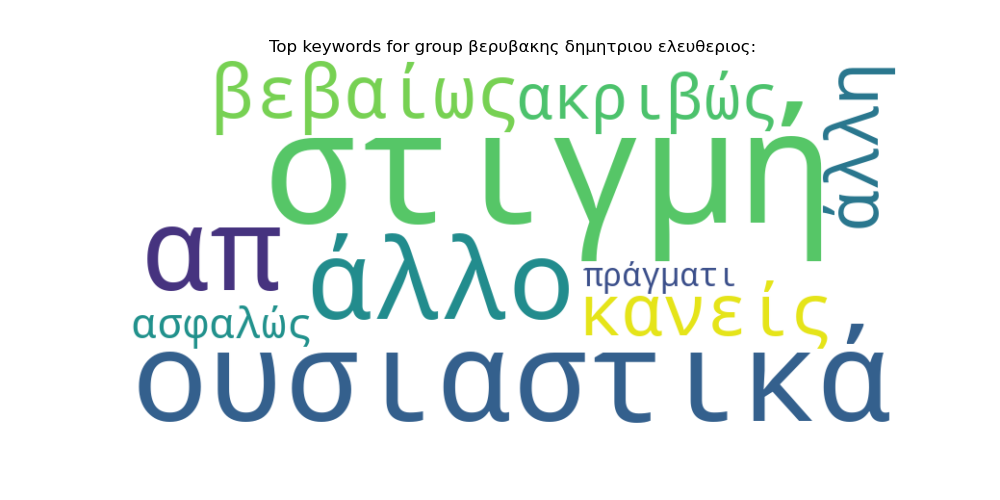 Top keywords for group βερυβακης δημητριου ελευθεριος:
βεβαίως
ακριβώς
άλλη
στιγμή
απ
άλλο
πράγματι
κανείς
ασφαλώς
ουσιαστικά